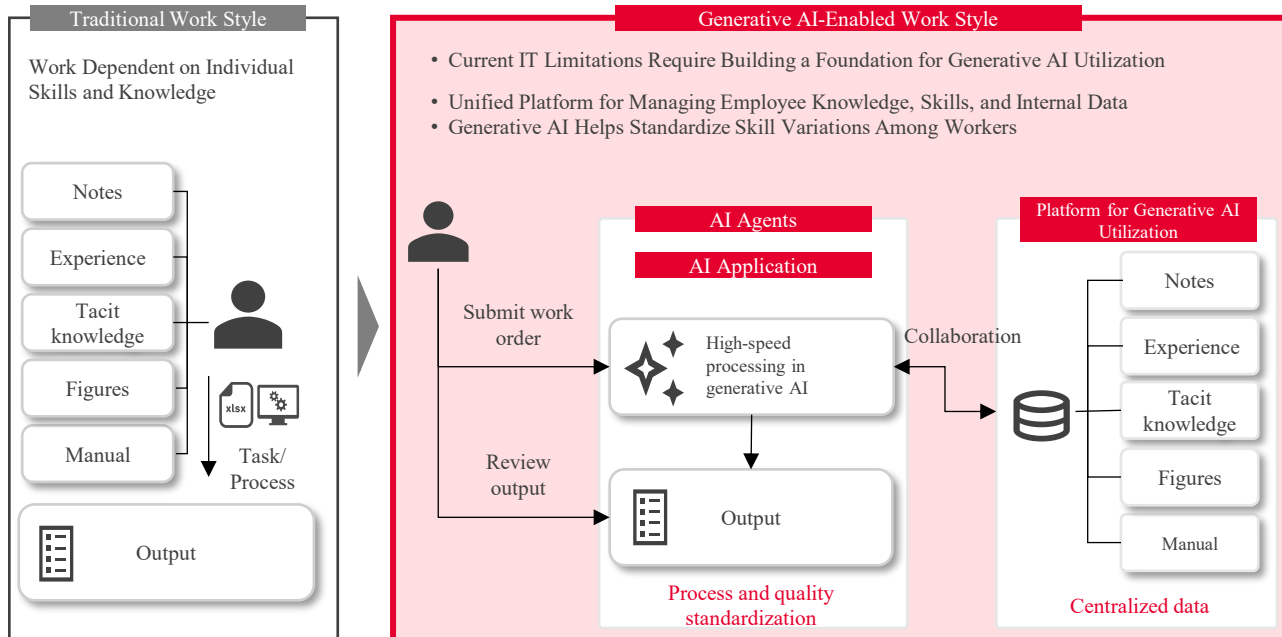 Traditional Work Style
Work Dependent on Individual
Skills and Knowledge
Notes
Experience
Tacit
knowledge
Figures
Manual
xlsx
Task/
Process
Output
Generative AI-Enabled Work Style
• Current IT Limitations Require Building a Foundation for Generative AI Utilization
• Unified Platform for Managing Employee Knowledge, Skills, and Internal Data
• Generative AI Helps Standardize Skill Variations Among Workers
Submit work
order
Review
output
AI Agents
AI Application
High-speed
processing in
generative AI
Output
Process and quality
standardization
Collaboration
Platform for Generative AI
Utilization
Notes
Experience
Tacit
knowledge
Figures
Manual
Centralized data